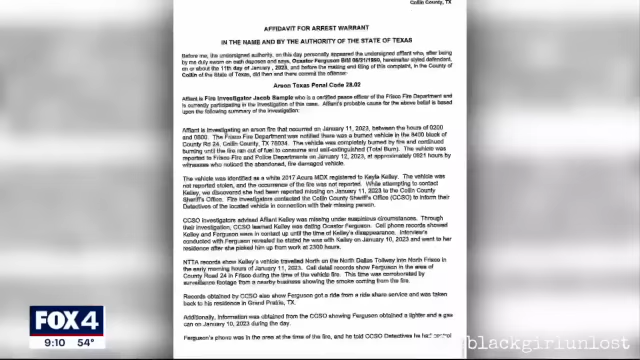 Collin County, TX
AFFIDAVIT FOR ARREST WARRANT
IN THE NAME AND BY THE AUTHORITY OF THE STATE OF TEXAS
Before me, the undersigned authority, on this day personally appeared the undersigned affiant who, after being
by me duly sworn on oath deposes and says, Ocastor Ferguson hereinafter styled defendant,
on or about the 11th day of January , 2023, and before the making and filing of this complaint, in the County of
Collin of the State of Texas, did then and there commit the offense:
Arson Texas Penal Code 28.02
Affiant is Fire Investigator Jacob Semple who is a certified peace officer of the Frisco Fire Department and
is currently participating in the investigation of this case. Affiant's probable cause for the above belief is based
upon the following summary of the investigation:
Affiant is investigating an arson fire that occurred on January 11, 2023, between the hours of 0200
and 0800. The Frisco Fire Department was notified there was a burned vehicle in the 8400 block of
County Rd 24, Collin County, TX 75034. The vehicle was completely burned by fire and continued
burning until the fire ran out of fuel to consume and self-extinguished (Total Burn). The vehicle was
reported to Frisco Fire and Police Departments on January 12, 2023, at approximately 0921 hours by
witnesses who noticed the abandoned, fire damaged vehicle.
The vehicle was identified as a white 2017 Acura MDX registered to Kayla Kelley. The vehicle was
not reported stolen, and the occurrence of the fire was not reported. While attempting to contact
Kelley, we discovered she had been reported missing on January 11, 2023 to the Collin County
Sheriff's Office. Fire investigators contacted the Collin County Sheriff's Office (CCSO) to inform their
Detectives of the located vehicle in connection with their missing person.
CCSO Investigators advised Affiant Kelley was missing under suspicious circumstances. Through
their investigation, CCSO learned Kelley was dating Ocastor Ferguson. Cell phone records showed
Kelley and Ferguson were in contact up until the time of Kelley's disappearance. Interview's
conducted with Ferguson revealed he stated he was with Kelley on January 10, 2023 and went to her
residence after she picked him up from work at 2300 hours.
NTTA records show Kelley's vehicle travelled North on the North Dallas Tollway into North Frisco in
the early morning hours of January 11, 2023. Cell detail records show Ferguson in the area of
County Road 24 in Frisco during the time of the vehicle fire. This time was corroborated by
surveillance footage from a nearby business showing the smoke coming from the fire.
Records obtained by CCSO also show Ferguson got a ride from a ride share service and was taken
back to his residence in Grand Prairie, TX.
Additionally, information was obtained from the CCSO showing Ferguson obtained a lighter and a gas
can on January 10, 2023 during the day.
Ferguson's phone was in the area at the time of the fire, and he told CCSO Detectives he had control
FOX 4
9:10 54°
blackgirlunlost